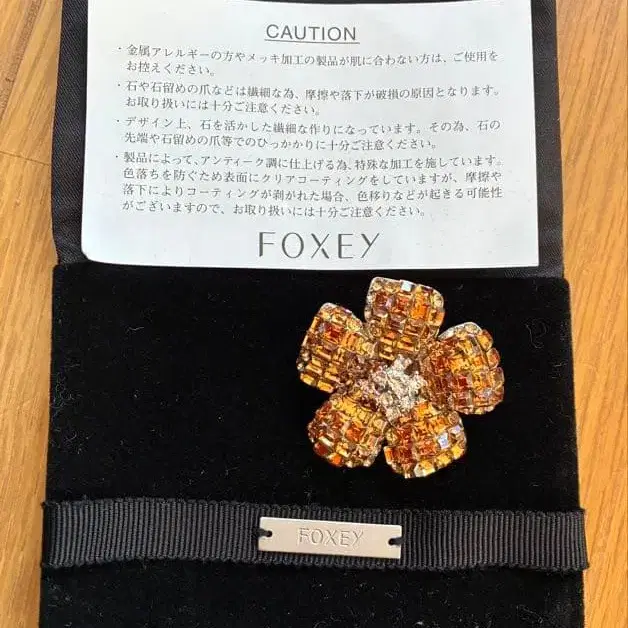 CAUTION
・金属アレルギーの方やメッキ加工の製品が肌に合わない方は、ご使用を
お控えください。
・石や石留めの爪などは繊細な為、摩擦や落下が破損の原因となります。
お取り扱いには十分ご注意ください。
・デザイン上、石を活かした繊細な作りになっています。その為、石の
先端や石留めの爪等でのひっかかりに十分ご注意ください。
・製品によって、アンティーク調に仕上げる為、特殊な加工を施しています。
色落ちを防ぐため表面にクリアコーティングをしていますが、摩擦や
落下によりコーティングが剥がれた場合、色移りなどが起きる可能性
がございますので、お取り扱いには十分ご注意ください。
FOXEY
FOXEY